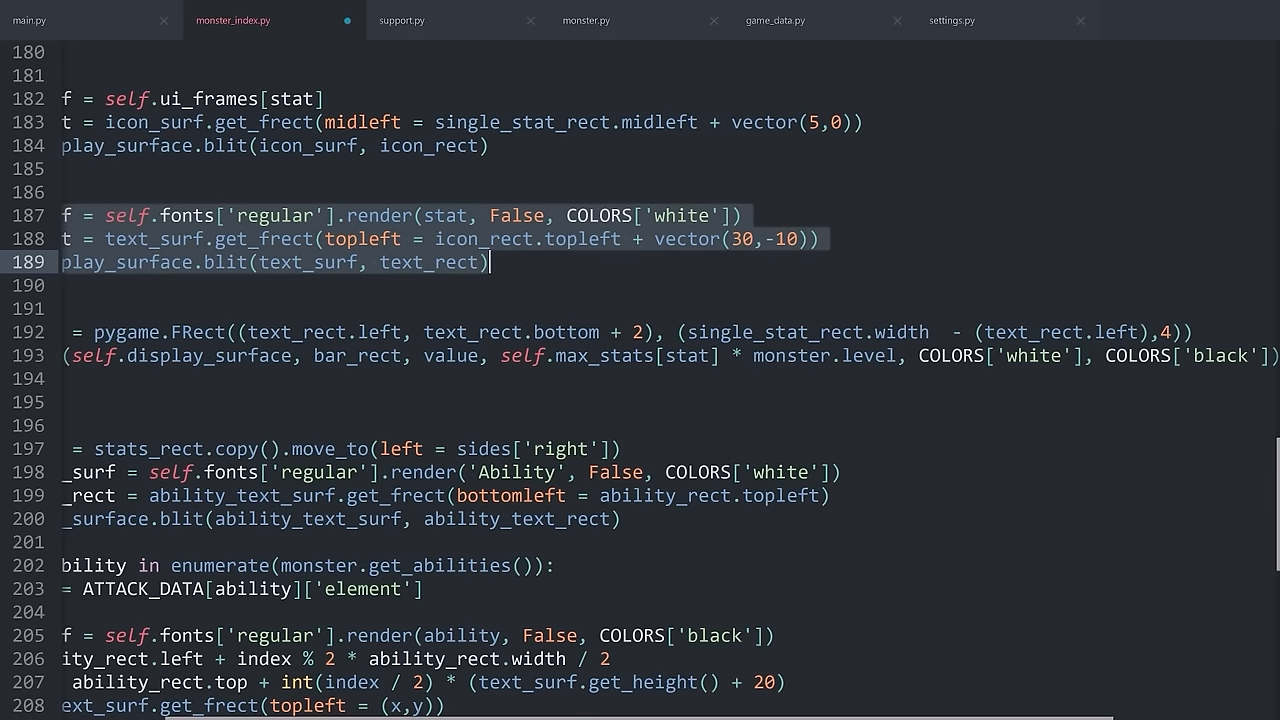 main.py monster_index.py support.py monster.py game_data.py settings.py
180
181
182 f = self.ui_frames[stat]
183 t = icon_surf.get_frect(midleft = single_stat_rect.midleft + vector(5,0))
184 play_surface.blit(icon_surf, icon_rect)
185
186
187 f = self.fonts['regular'].render(stat, False, COLORS['white'])
188 t = text_surf.get_frect(topleft = icon_rect.topleft + vector(30,-10))
189 play_surface.blit(text_surf, text_rect)
190
191
192 = pygame.FRect((text_rect.left, text_rect.bottom + 2), (single_stat_rect.width  - (text_rect.left),4))
193 (self.display_surface, bar_rect, value, self.max_stats[stat] * monster.level, COLORS['white'], COLORS['black'])
194
195
196
197 = stats_rect.copy().move_to(left = sides['right'])
198 _surf = self.fonts['regular'].render('Ability', False, COLORS['white'])
199 _rect = ability_text_surf.get_frect(bottomleft = ability_rect.topleft)
200 _surface.blit(ability_text_surf, ability_text_rect)
201
202 bility in enumerate(monster.get_abilities()):
203 = ATTACK_DATA[ability]['element']
204
205 f = self.fonts['regular'].render(ability, False, COLORS['black'])
206 ity_rect.left + index % 2 * ability_rect.width / 2
207 ability_rect.top + int(index / 2) * (text_surf.get_height() + 20)
208 ext_surf.get_frect(topleft = (x,y))